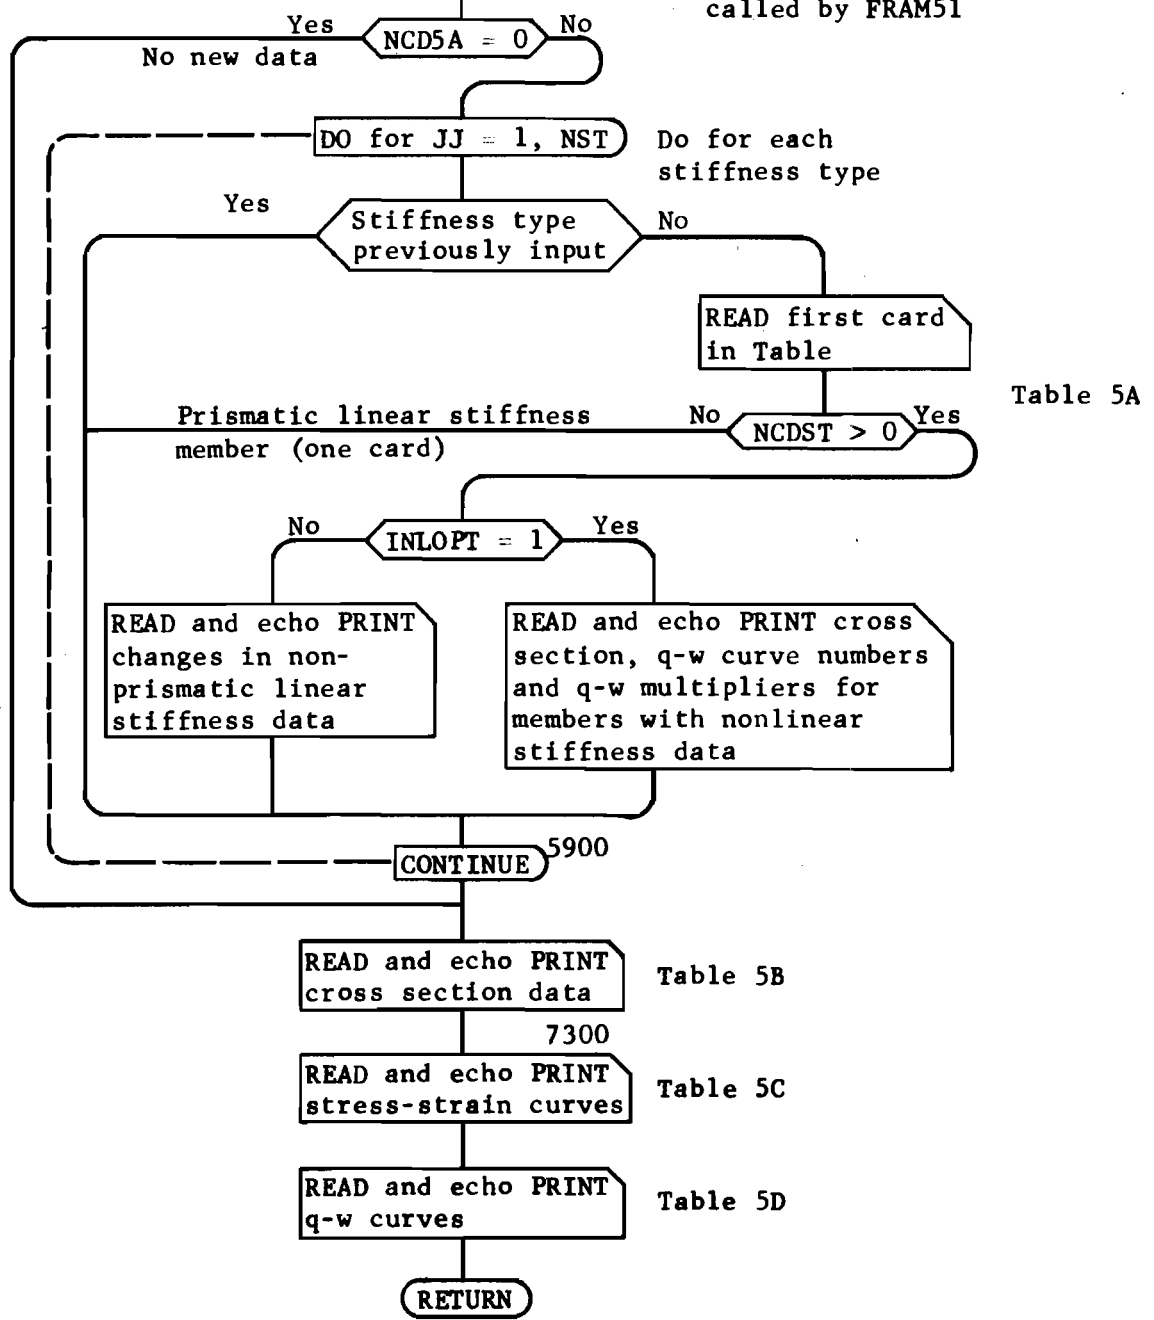 called by FRAM51
Yes
NCD5A = 0
No
No new data
DO for JJ = 1, NST
Do for each
stiffness type
Yes
Stiffness type
previously input
No
READ first card
in Table
Table 5A
Prismatic linear stiffness
member (one card)
No
NCDST > 0
Yes
No
INLOPT = 1
Yes
READ and echo PRINT
changes in non-
prismatic linear
stiffness data
READ and echo PRINT cross
section, q-w curve numbers
and q-w multipliers for
members with nonlinear
stiffness data
CONTINUE
5900
READ and echo PRINT
cross section data
Table 5B
7300
READ and echo PRINT
stress-strain curves
Table 5C
READ and echo PRINT
q-w curves
Table 5D
RETURN